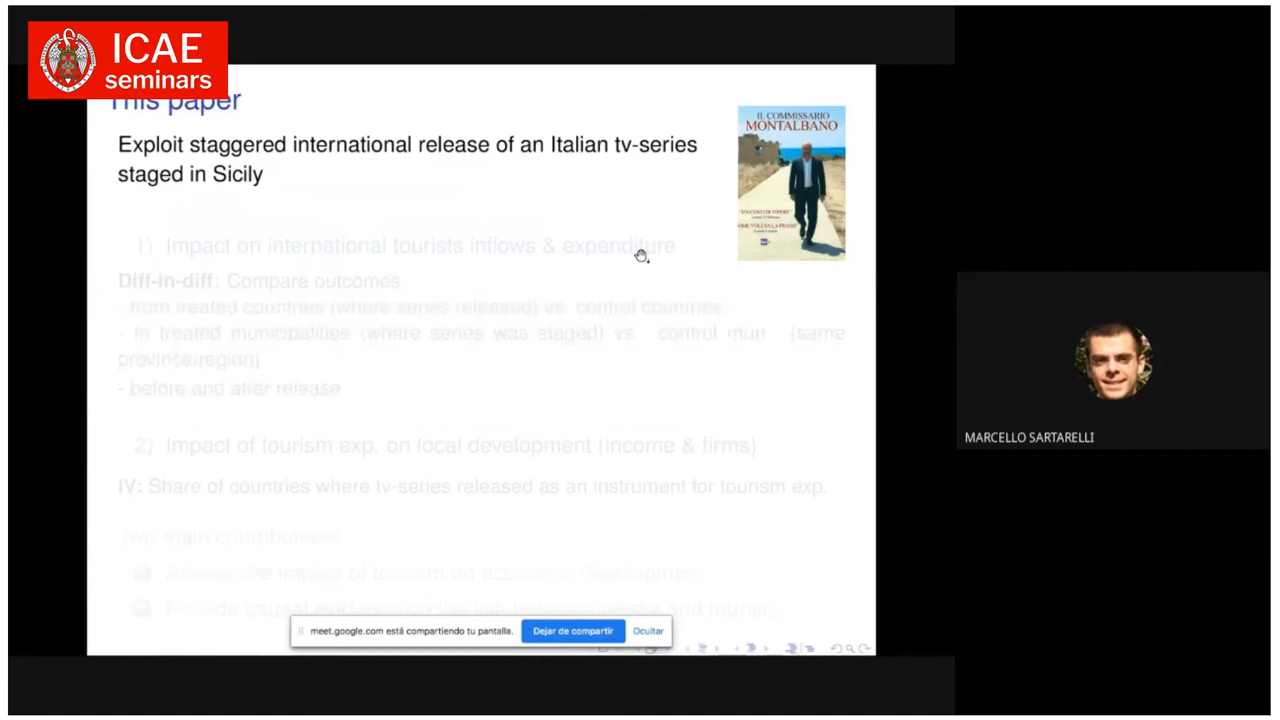 ICAE
seminars
This paper
Exploit staggered international release of an Italian tv-series
staged in Sicily
IL COMMISSARIO
MONTALBANO
1) Impact on international tourists inflows & expenditure
Diff-in-diff: Compare outcomes
- from treated countries (where series released) vs. control countries
- in treated municipalities (where series was staged) vs. control mun (same
province/region)
- before and after release
2) Impact of tourism exp. on local development (income & firms)
IV: Share of countries where tv-series released as an instrument for tourism exp.
main contributions
Assess the impact of tourism on economic development
Provide causal evidence on the link between media and tourism
meet.google.com está compartiendo tu pantalla.
Dejar de compartir
Ocultar
MARCELLO SARTARELLI